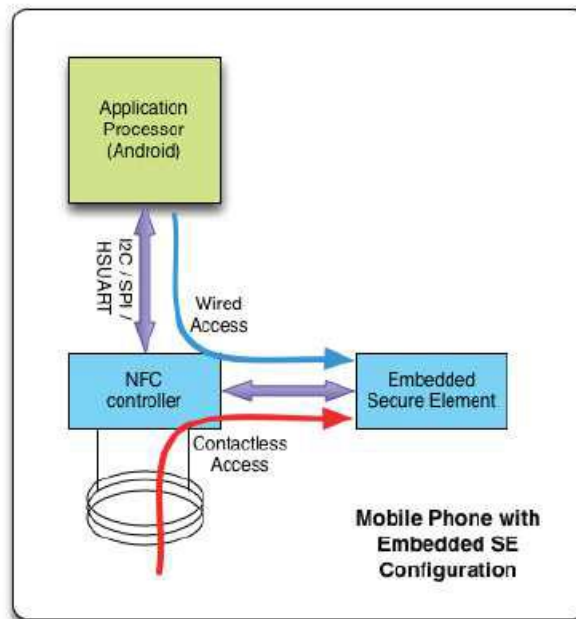 Application
Processor
(Android)
I2C / SPI /
HSUART
Wired
Access
NFC
controller
Embedded
Secure Element
Contactless
Access
Mobile Phone with
Embedded SE
Configuration